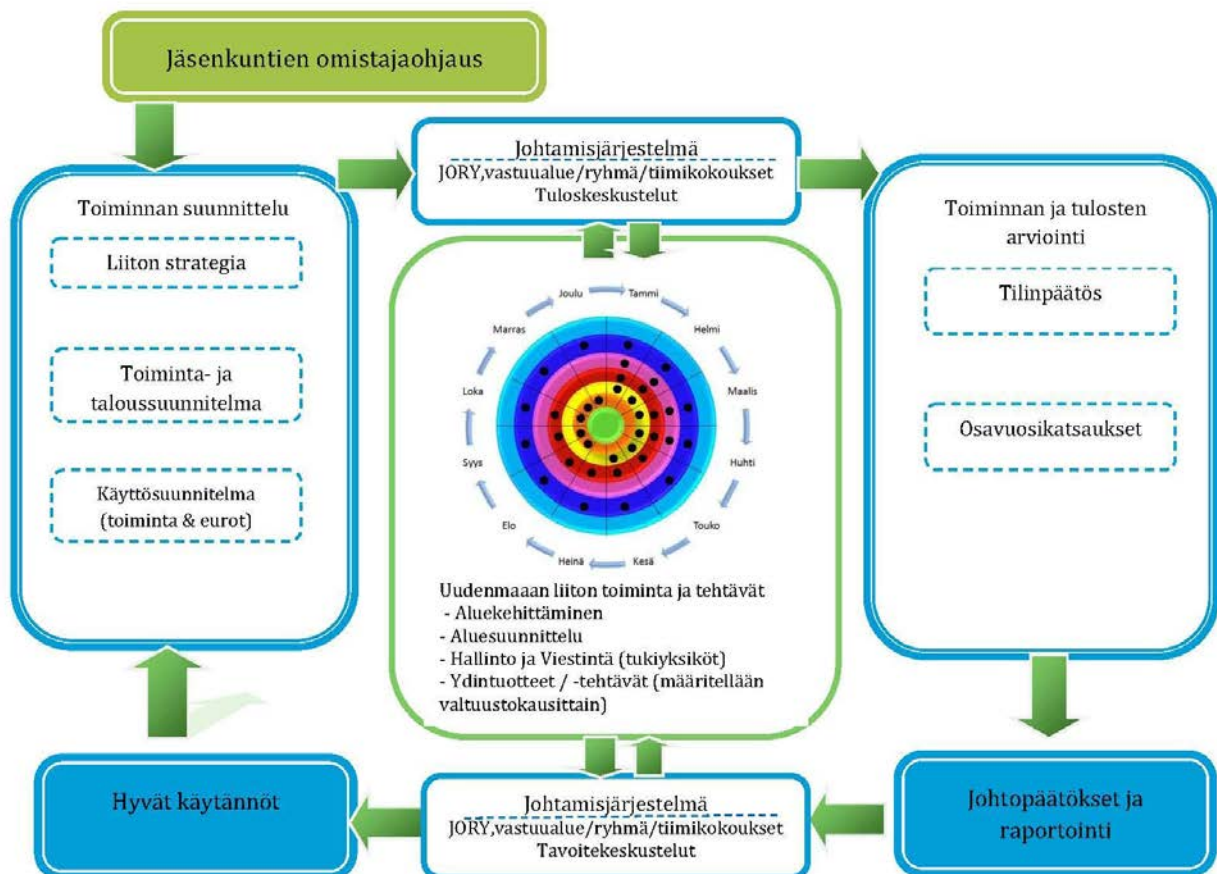 Jäsenkuntien omistajaohjaus
Toiminnan suunnittelu
Liiton strategia
Toiminta- ja
taloussuunnitelma
Käyttösuunnitelma
(toiminta & eurot)
Johtamisjärjestelmä
JORY,vastuualue/ryhmä/tiimikokoukset
Tuloskeskustelut
Joulu
Tammi
Marras
Helmi
Loka
Maalis
Syys
Huhti
Elo
Touko
Heinä
Kesä
Uudenmaaan liiton toiminta ja tehtävät
- Aluekehittäminen
- Aluesuunnittelu
- Hallinto ja Viestintä (tukiyksiköt)
- Ydintuotteet / -tehtävät (määritellään
valtuustokausittain)
Toiminnan ja tulosten
arviointi
Tilinpäätös
Osavuosikatsaukset
Hyvät käytännöt
Johtamisjärjestelmä
JORY,vastuualue/ryhmä/tiimikokoukset
Tavoitekeskustelut
Johtopäätökset ja
raportointi